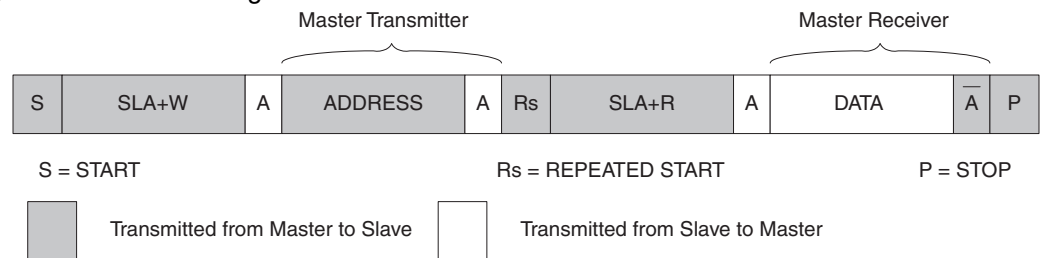 Master Transmitter Master Receiver
S SLA+W A ADDRESS A Rs SLA+R A DATA A̅ P
S = START Rs = REPEATED START P = STOP
Transmitted from Master to Slave Transmitted from Slave to Master